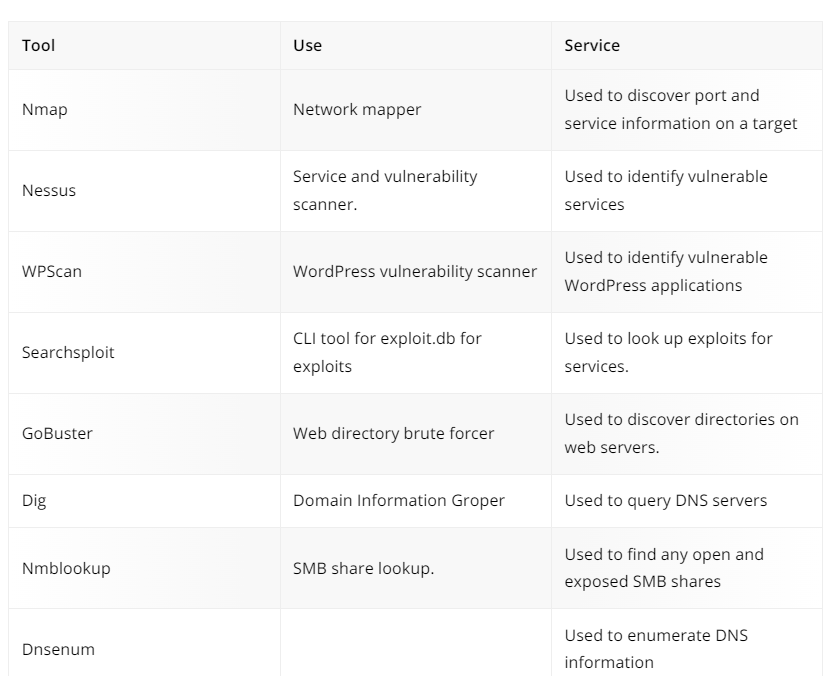 Tool Use Service
Nmap Network mapper Used to discover port and
service information on a target
Nessus Service and vulnerability
scanner. Used to identify vulnerable
services
WPScan WordPress vulnerability scanner Used to identify vulnerable
WordPress applications
Searchsploit CLI tool for exploit.db for
exploits Used to look up exploits for
services.
GoBuster Web directory brute forcer Used to discover directories on
web servers.
Dig Domain Information Groper Used to query DNS servers
Nmblookup SMB share lookup. Used to find any open and
exposed SMB shares
Dnsenum Used to enumerate DNS
information